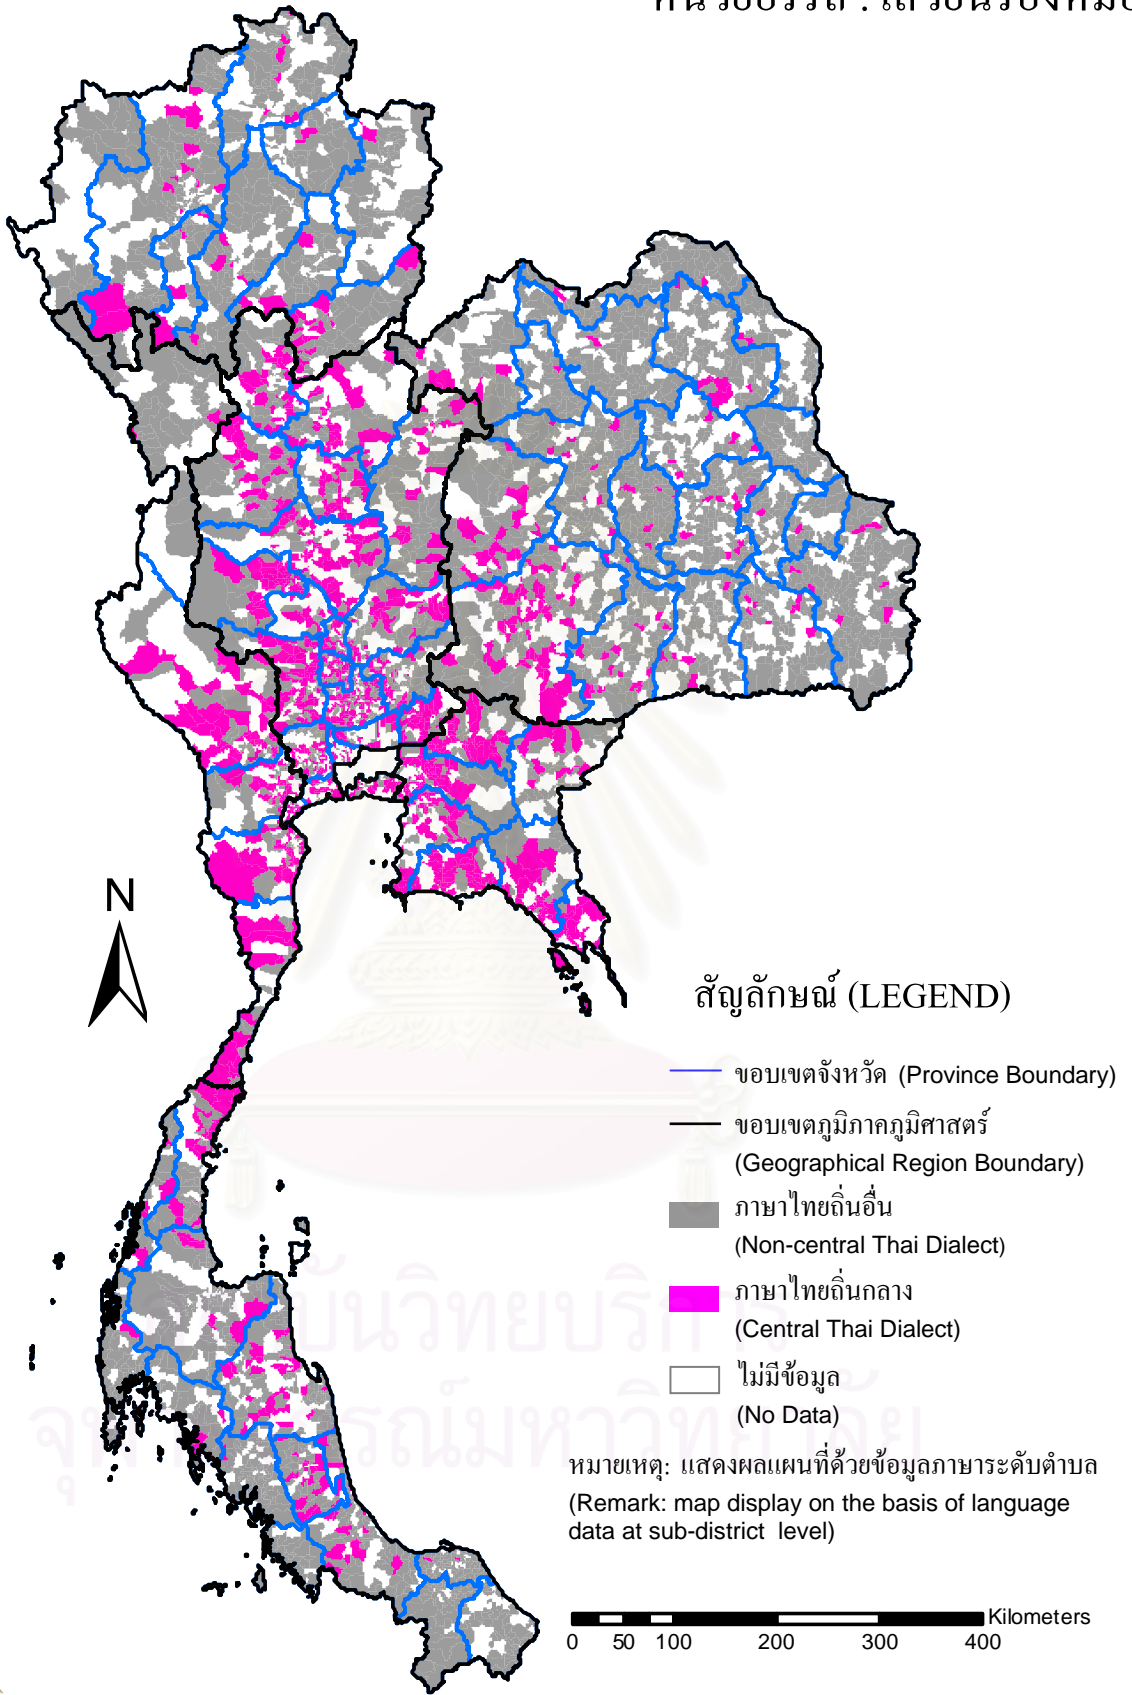 N
สัญลักษณ์ (LEGEND)
ขอบเขตจังหวัด (Province Boundary)
ขอบเขตภูมิภาคภูมิศาสตร์
(Geographical Region Boundary)
ภาษาไทยถิ่นอื่น
(Non-central Thai Dialect)
ภาษาไทยถิ่นกลาง
(Central Thai Dialect)
ไม่มีข้อมูล
(No Data)
หมายเหตุ: แสดงผลแผนที่ด้วยข้อมูลภาษาระดับตำบล
(Remark: map display on the basis of language
data at sub-district level)
Kilometers
0 50 100 200 300 400